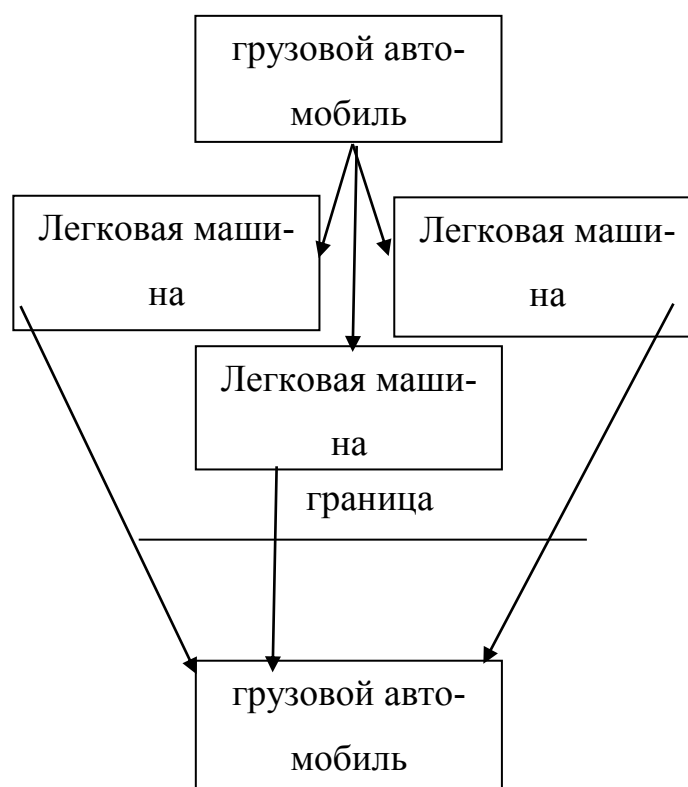 грузовой авто-
мобиль
Легковая маши-
на
Легковая маши-
на
Легковая маши-
на
граница
грузовой авто-
мобиль